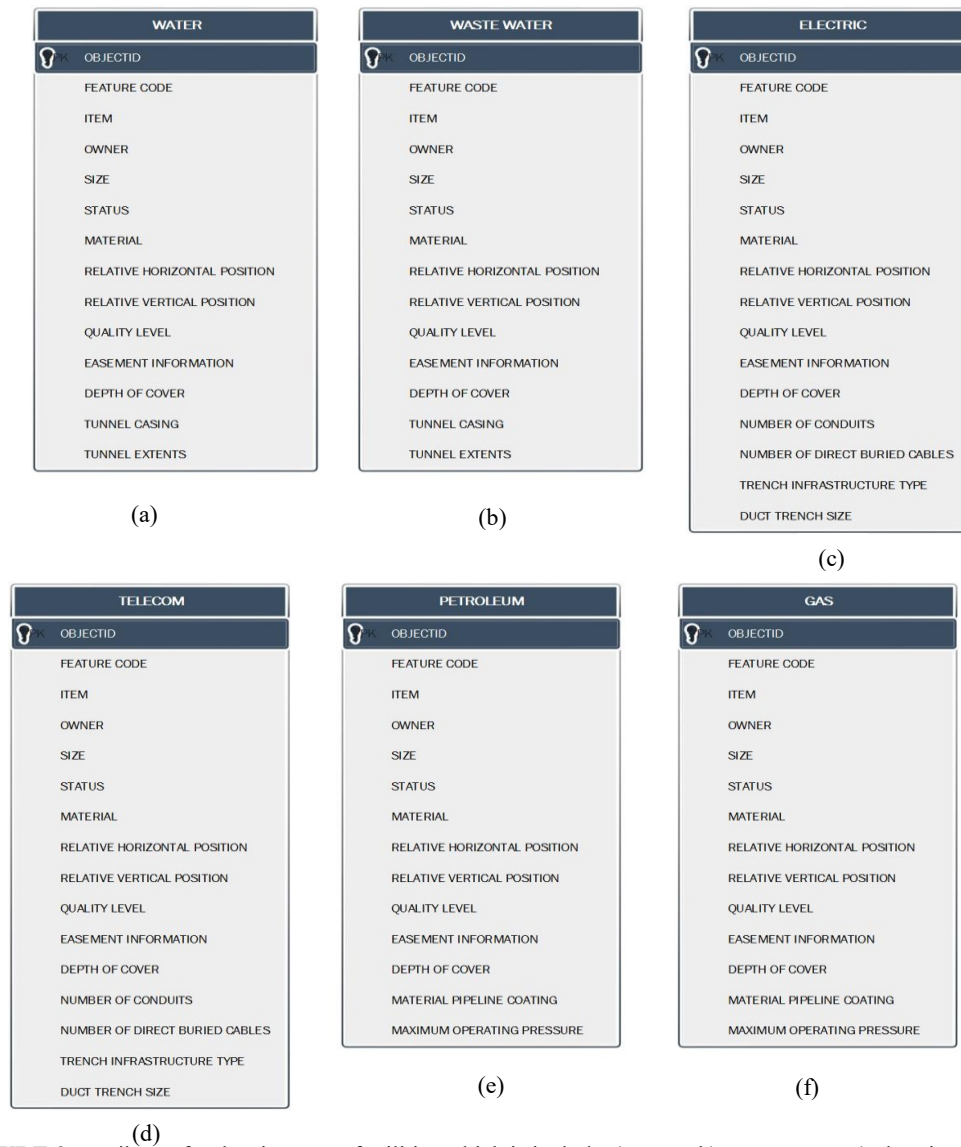 WATER
PK OBJECTID
FEATURE CODE
ITEM
OWNER
SIZE
STATUS
MATERIAL
RELATIVE HORIZONTAL POSITION
RELATIVE VERTICAL POSITION
QUALITY LEVEL
EASEMENT INFORMATION
DEPTH OF COVER
TUNNEL CASING
TUNNEL EXTENTS
(a)
WASTE WATER
PK OBJECTID
FEATURE CODE
ITEM
OWNER
SIZE
STATUS
MATERIAL
RELATIVE HORIZONTAL POSITION
RELATIVE VERTICAL POSITION
QUALITY LEVEL
EASEMENT INFORMATION
DEPTH OF COVER
TUNNEL CASING
TUNNEL EXTENTS
(b)
ELECTRIC
PK OBJECTID
FEATURE CODE
ITEM
OWNER
SIZE
STATUS
MATERIAL
RELATIVE HORIZONTAL POSITION
RELATIVE VERTICAL POSITION
QUALITY LEVEL
EASEMENT INFORMATION
DEPTH OF COVER
NUMBER OF CONDUITS
NUMBER OF DIRECT BURIED CABLES
TRENCH INFRASTRUCTURE TYPE
DUCT TRENCH SIZE
(c)
TELECOM
PK OBJECTID
FEATURE CODE
ITEM
OWNER
SIZE
STATUS
MATERIAL
RELATIVE HORIZONTAL POSITION
RELATIVE VERTICAL POSITION
QUALITY LEVEL
EASEMENT INFORMATION
DEPTH OF COVER
NUMBER OF CONDUITS
NUMBER OF DIRECT BURIED CABLES
TRENCH INFRASTRUCTURE TYPE
DUCT TRENCH SIZE
(d)
PETROLEUM
PK OBJECTID
FEATURE CODE
ITEM
OWNER
SIZE
STATUS
MATERIAL
RELATIVE HORIZONTAL POSITION
RELATIVE VERTICAL POSITION
QUALITY LEVEL
EASEMENT INFORMATION
DEPTH OF COVER
MATERIAL PIPELINE COATING
MAXIMUM OPERATING PRESSURE
(e)
GAS
PK OBJECTID
FEATURE CODE
ITEM
OWNER
SIZE
STATUS
MATERIAL
RELATIVE HORIZONTAL POSITION
RELATIVE VERTICAL POSITION
QUALITY LEVEL
EASEMENT INFORMATION
DEPTH OF COVER
MATERIAL PIPELINE COATING
MAXIMUM OPERATING PRESSURE
(f)